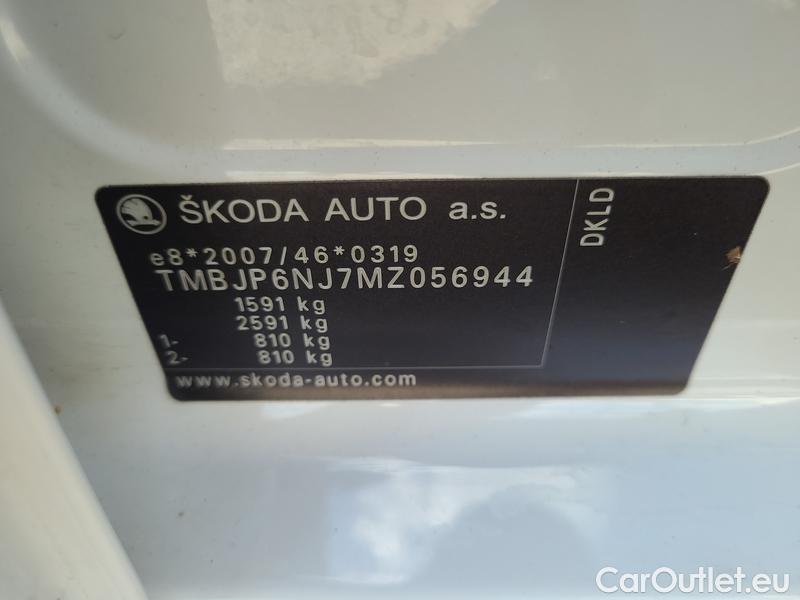 ŠKODA AUTO a.s.
e8*2007/46*0319
TMBJP6NJ7MZ056944
1591 kg
2591 kg
1- 810 kg
2- 810 kg
www.skoda-auto.com
DKLD
CarOutlet.eu